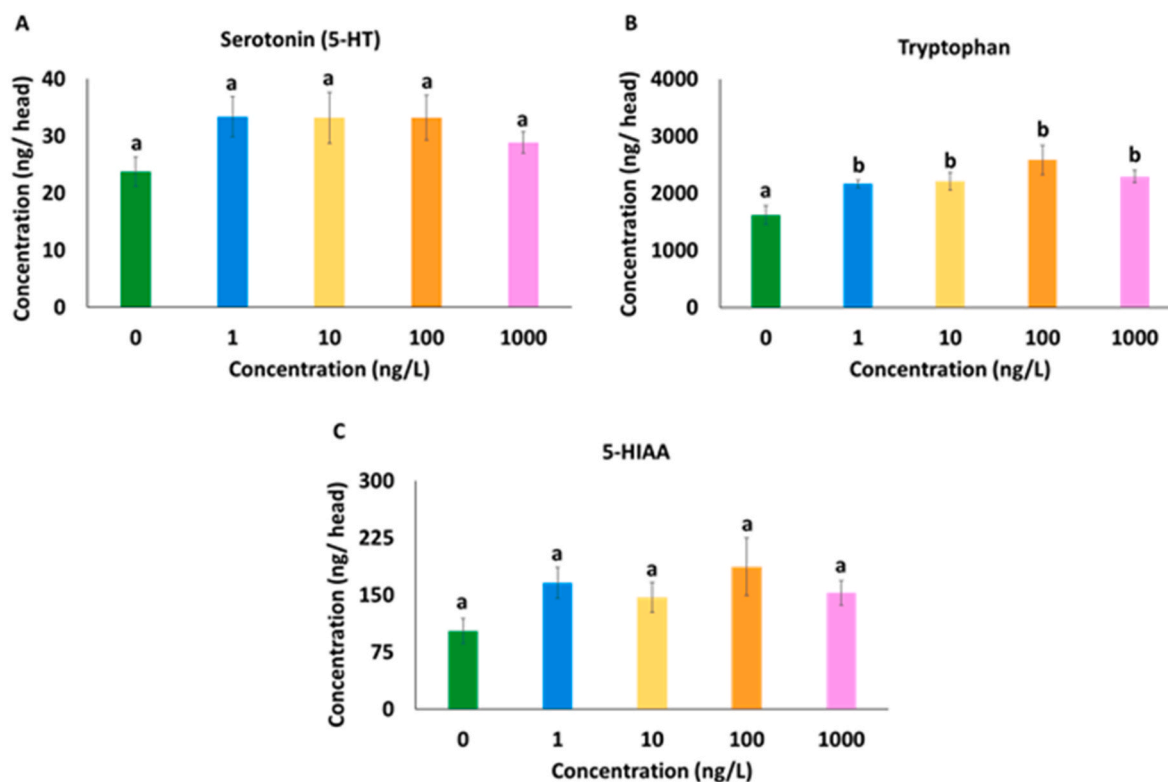 A
Serotonin (5-HT)
Concentration (ng/ head)
40
30
20
10
0
a
a
a
a
a
0 1 10 100 1000
Concentration (ng/L)
B
Tryptophan
Concentration (ng/ head)
4000
3000
2000
1000
0
a
b
b
b
b
0 1 10 100 1000
Concentration (ng/L)
C
5-HIAA
Concentration (ng/ head)
300
225
150
75
0
a
a
a
a
a
0 1 10 100 1000
Concentration (ng/L)